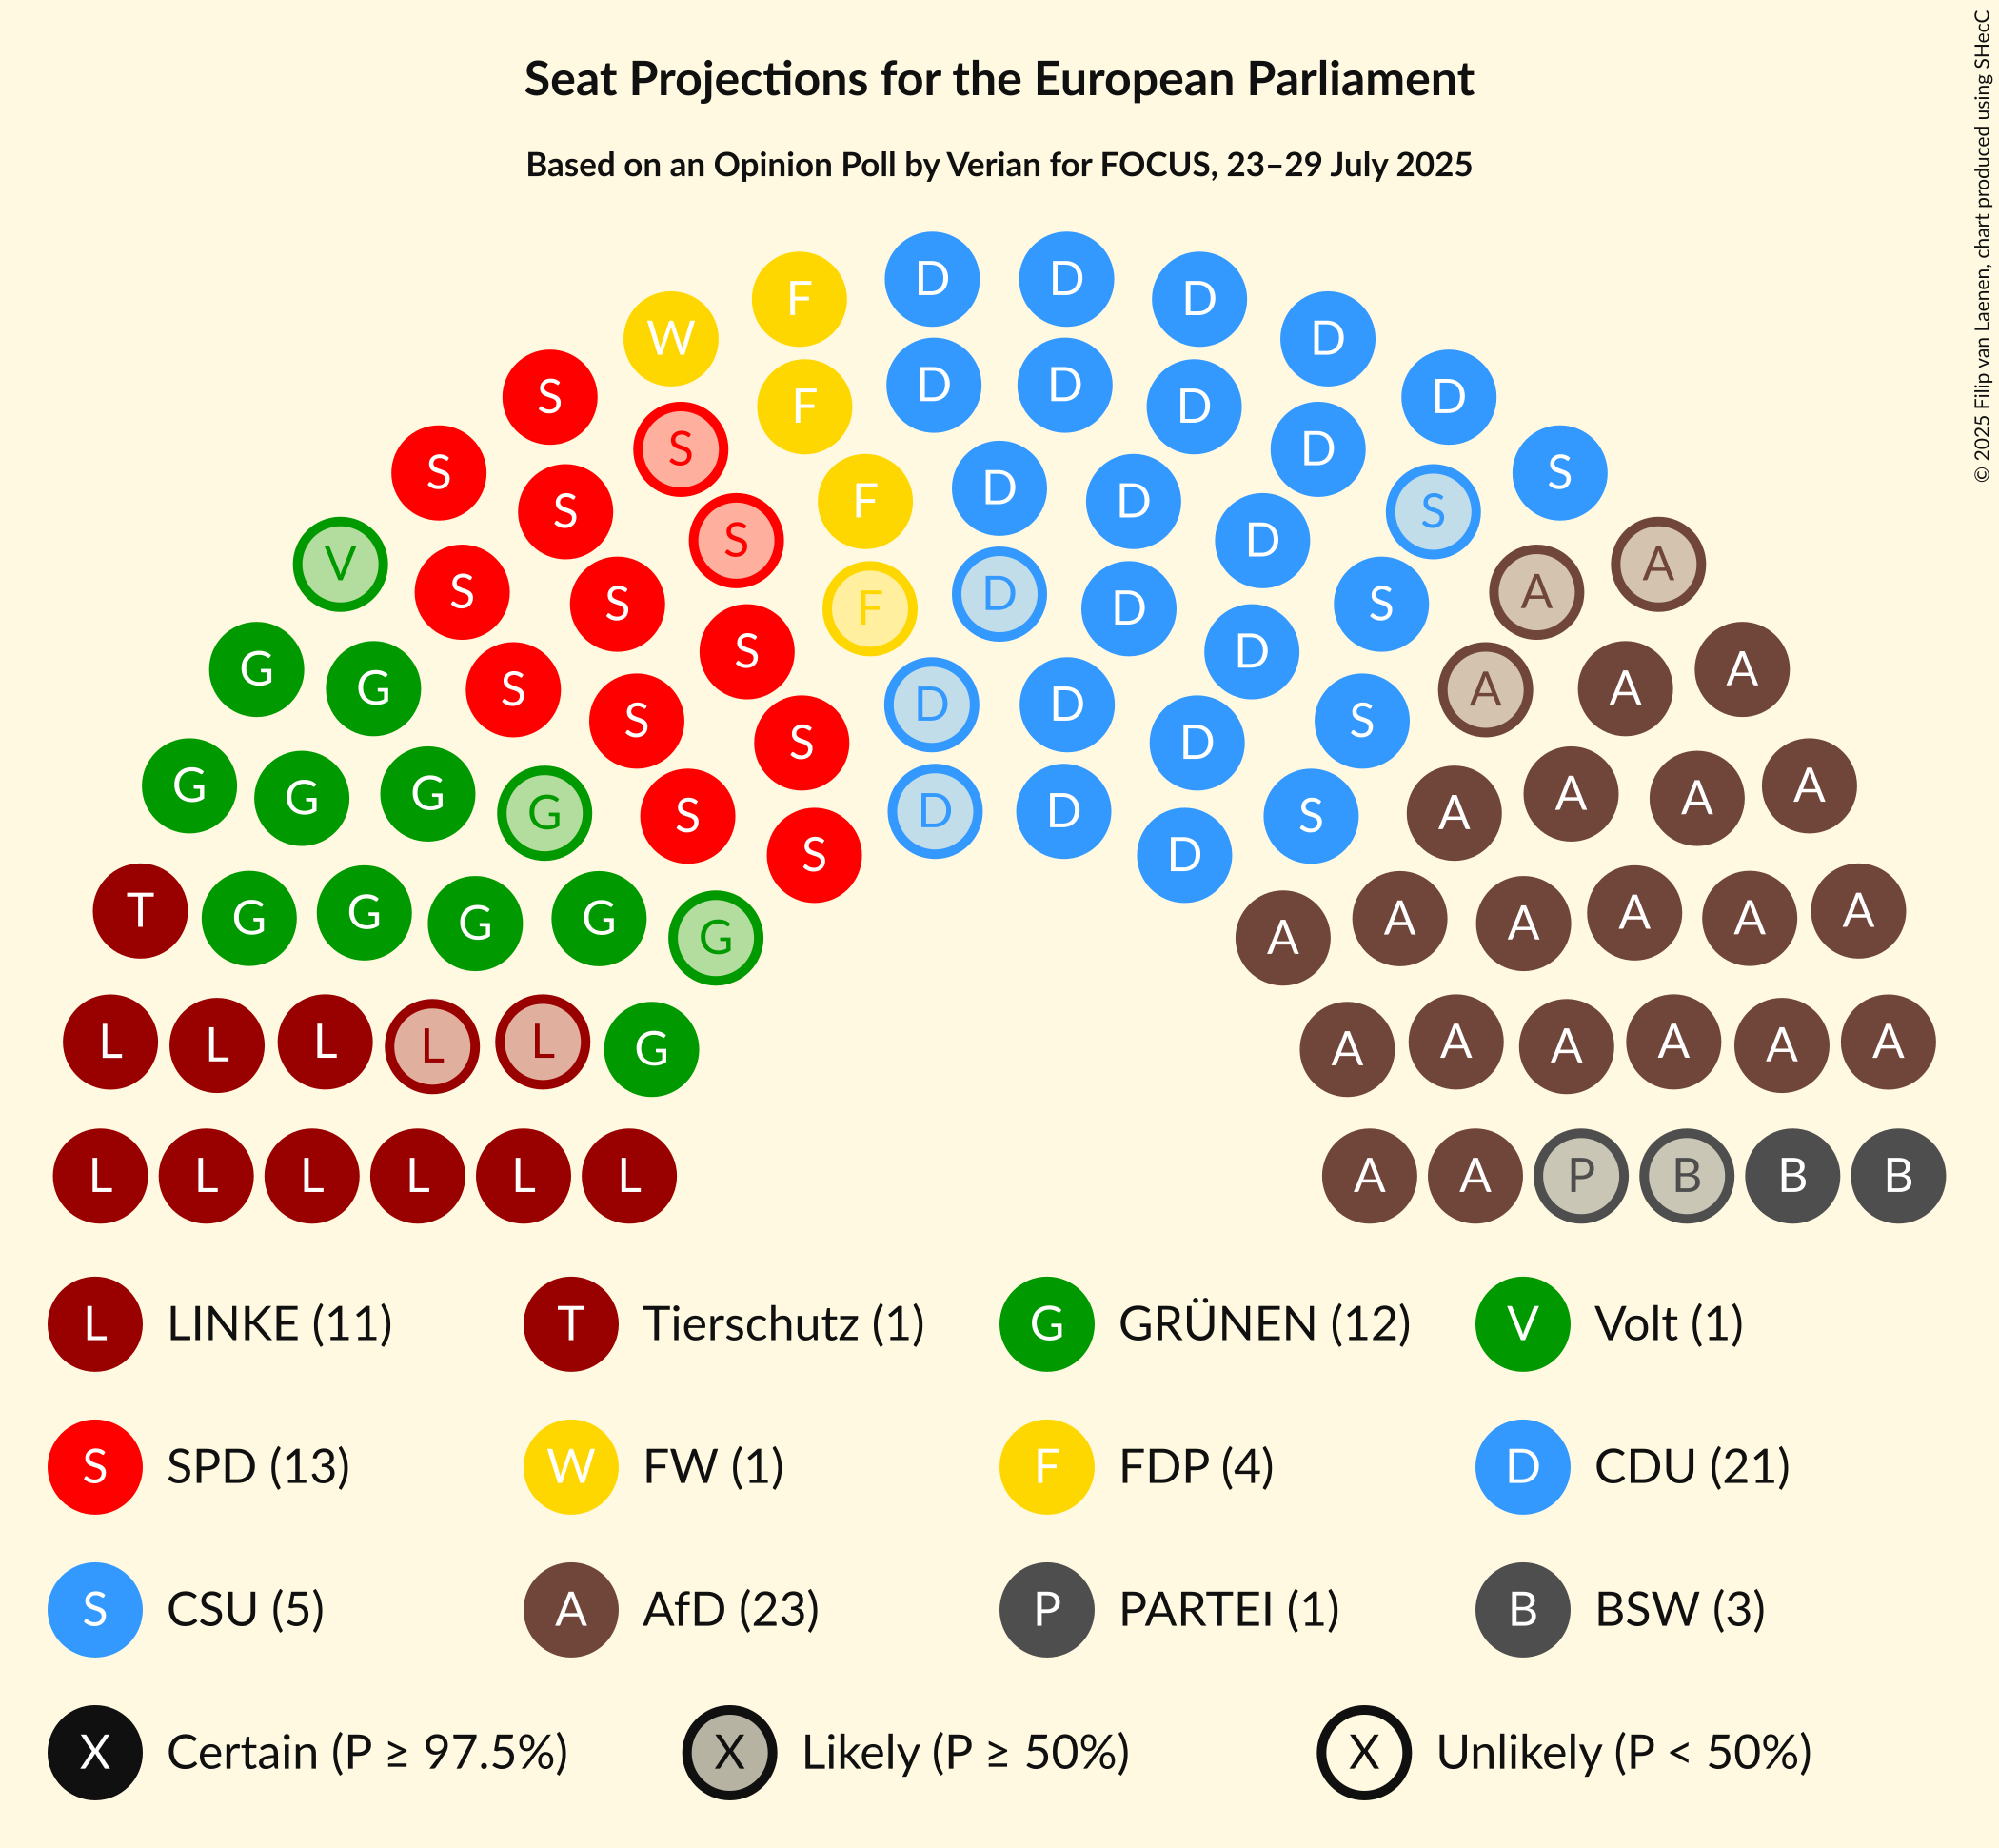 Seat Projections for the European Parliament
Based on an Opinion Poll by Verian for FOCUS, 23–29 July 2025
© 2025 Filip van Laenen, chart produced using SHecC
D D
F D
W D
D D
S F D D
S D
S D S
F D
S S S
S D D
V F D A
S A
S S
S D
G A
G S A A
S S
D D
G S D A
G G A A
G D D A
S S
S D
T A
G G A A
G G A A
G A
L L L L L G A A A A A A
L L L L L L A A P B B B
L LINKE (11) T Tierschutz (1) G GRÜNEN (12) V Volt (1)
S SPD (13) W FW (1) F FDP (4) D CDU (21)
S CSU (5) A AfD (23) P PARTEI (1) B BSW (3)
X Certain (P ≥ 97.5%) X Likely (P ≥ 50%) X Unlikely (P < 50%)